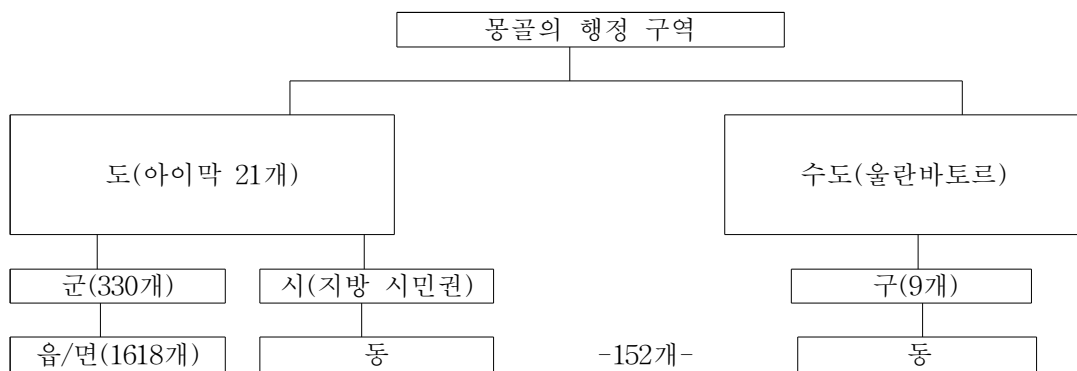 몽골의 행정 구역
도(아이막 21개)
수도(울란바토르)
군(330개)
시(지방 시민권)
구(9개)
읍/면(1618개)
동
-152개-
동